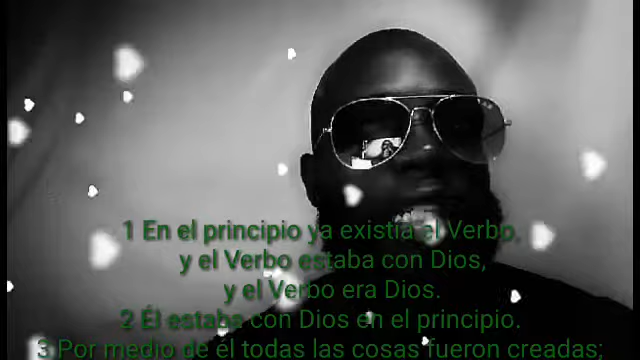 1 En el principio ya existía el Verbo,
y el Verbo estaba con Dios,
y el Verbo era Dios.
2 Él estaba con Dios en el principio.
3 Por medio de él todas las cosas fueron creadas;